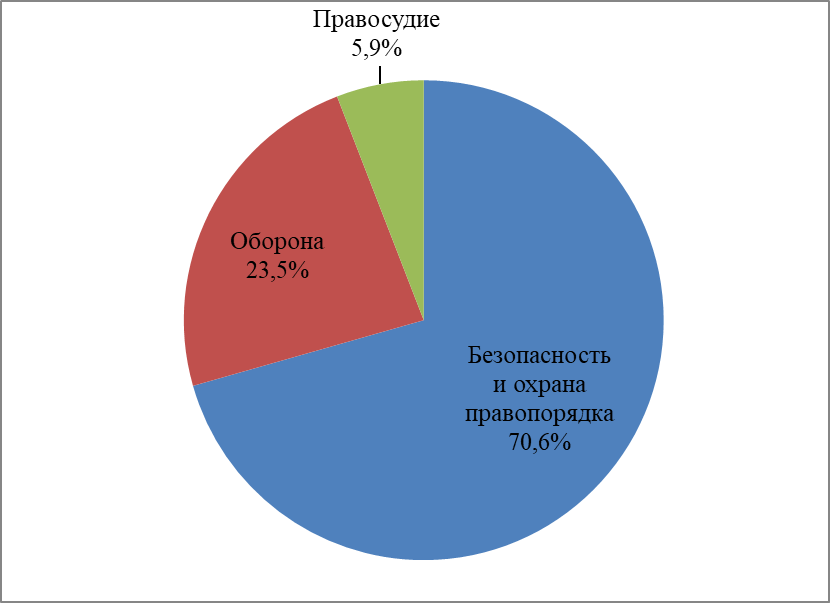 Правосудие
5,9%
Оборона
23,5%
Безопасность
и охрана
правопорядка
70,6%